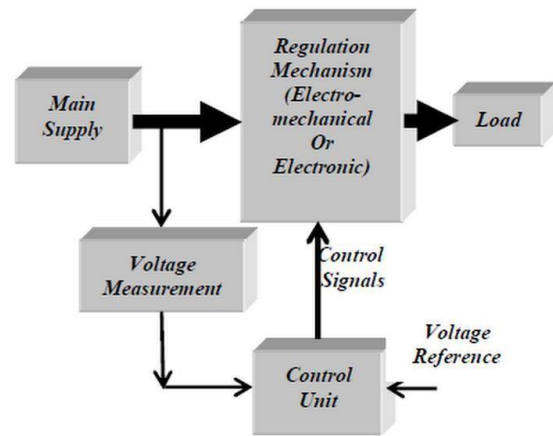 Main
Supply
Regulation
Mechanism
(Electro-
mechanical
Or
Electronic)
Load
Voltage
Measurement
Control
Signals
Control
Unit
Voltage
Reference